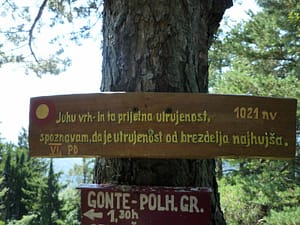 Juhu vrh-in ta prijetna utrujenost, 1021 nv
spoznavam, da je utrujenost od brezdelja najhujša.
VI. PD
GONTE-POLH. GR.
1,30h